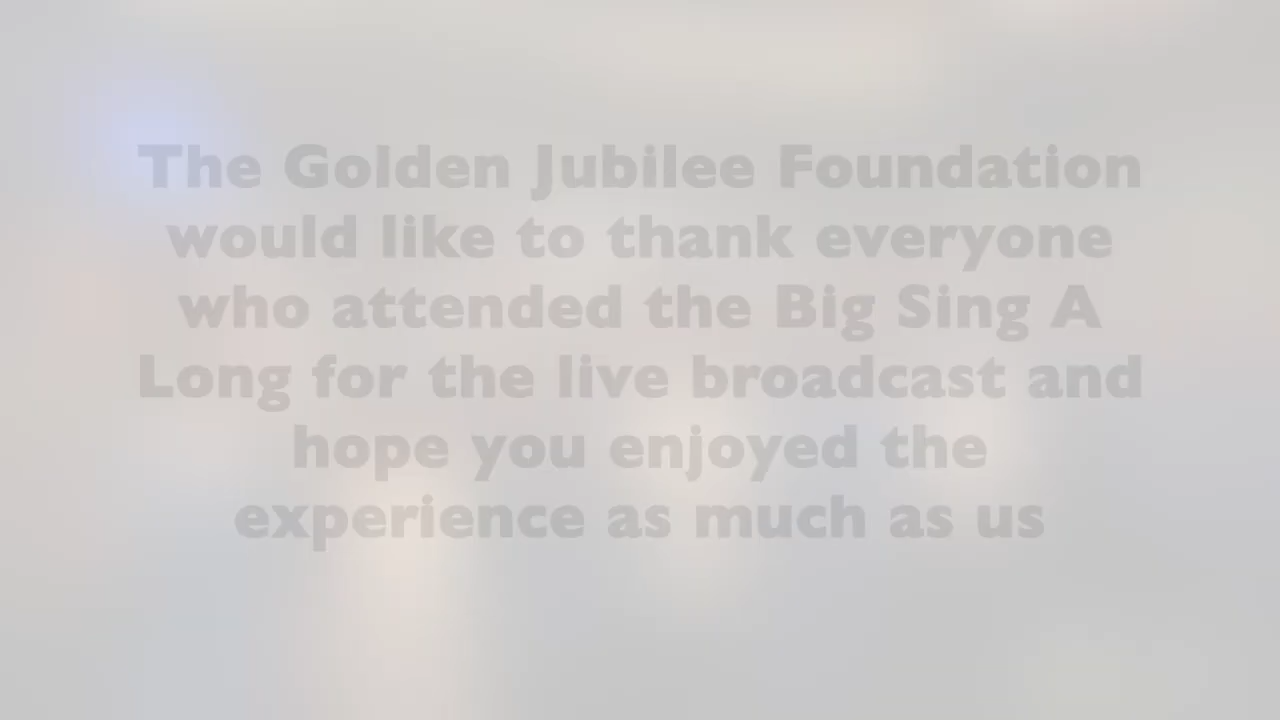 The Golden Jubilee Foundation
would like to thank everyone
who attended the Big Sing A
Long for the live broadcast and
hope you enjoyed the
experience as much as us